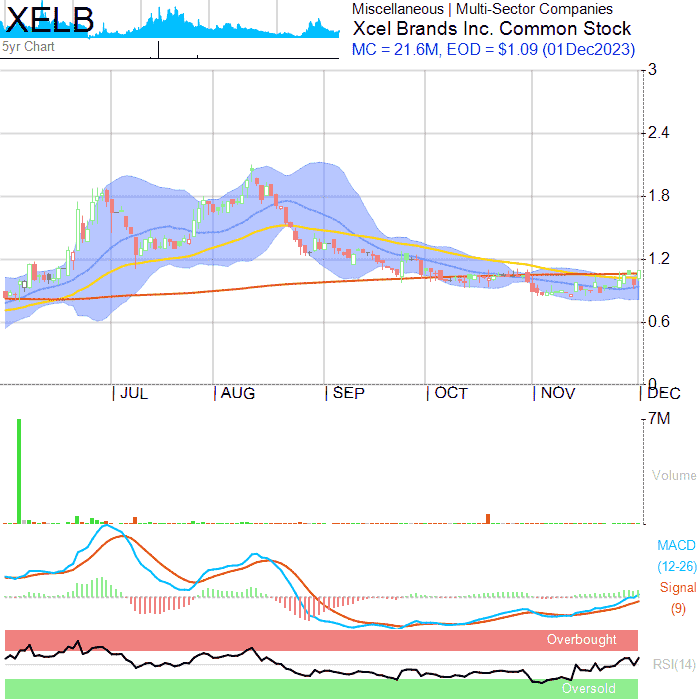 XELB
5yr Chart
Miscellaneous | Multi-Sector Companies
Xcel Brands Inc. Common Stock
MC = 21.6M, EOD = $1.09 (01Dec2023)
3
2.4
1.8
1.2
0.6
0
| JUL | AUG | SEP | OCT | NOV | DEC
7M
Volume
MACD
(12-26)
Signal
(9)
Overbought
RSI(14)
Oversold